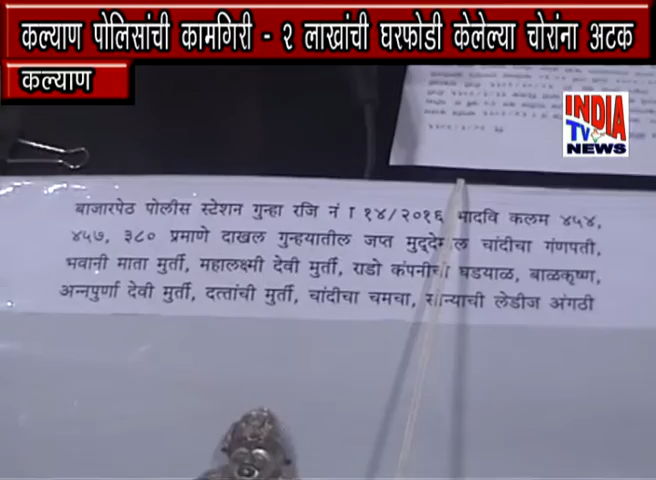 कल्याण पोलिसांची कामगिरी - २ लाखांची घरफोडी केलेल्या चोरांना अटक
कल्याण
INDIA
TV
NEWS
बाजारपेठ पोलीस स्टेशन गुन्हा रजि नं I १४/२०१६ भादवि कलम ४५४,
४५७, ३८० प्रमाणे दाखल गुन्हयातील जप्त मुद्देमाल चांदीचा गंणपती,
भवानी माता मुर्ती, महालक्ष्मी देवी मुर्ती, राडो कंपनीचा घडयाळ, बाळकृष्ण,
अन्नपुर्णा देवी मुर्ती, दत्तांची मुर्ती, चांदीचा चमचा, सोन्याची लेडीज अंगठी